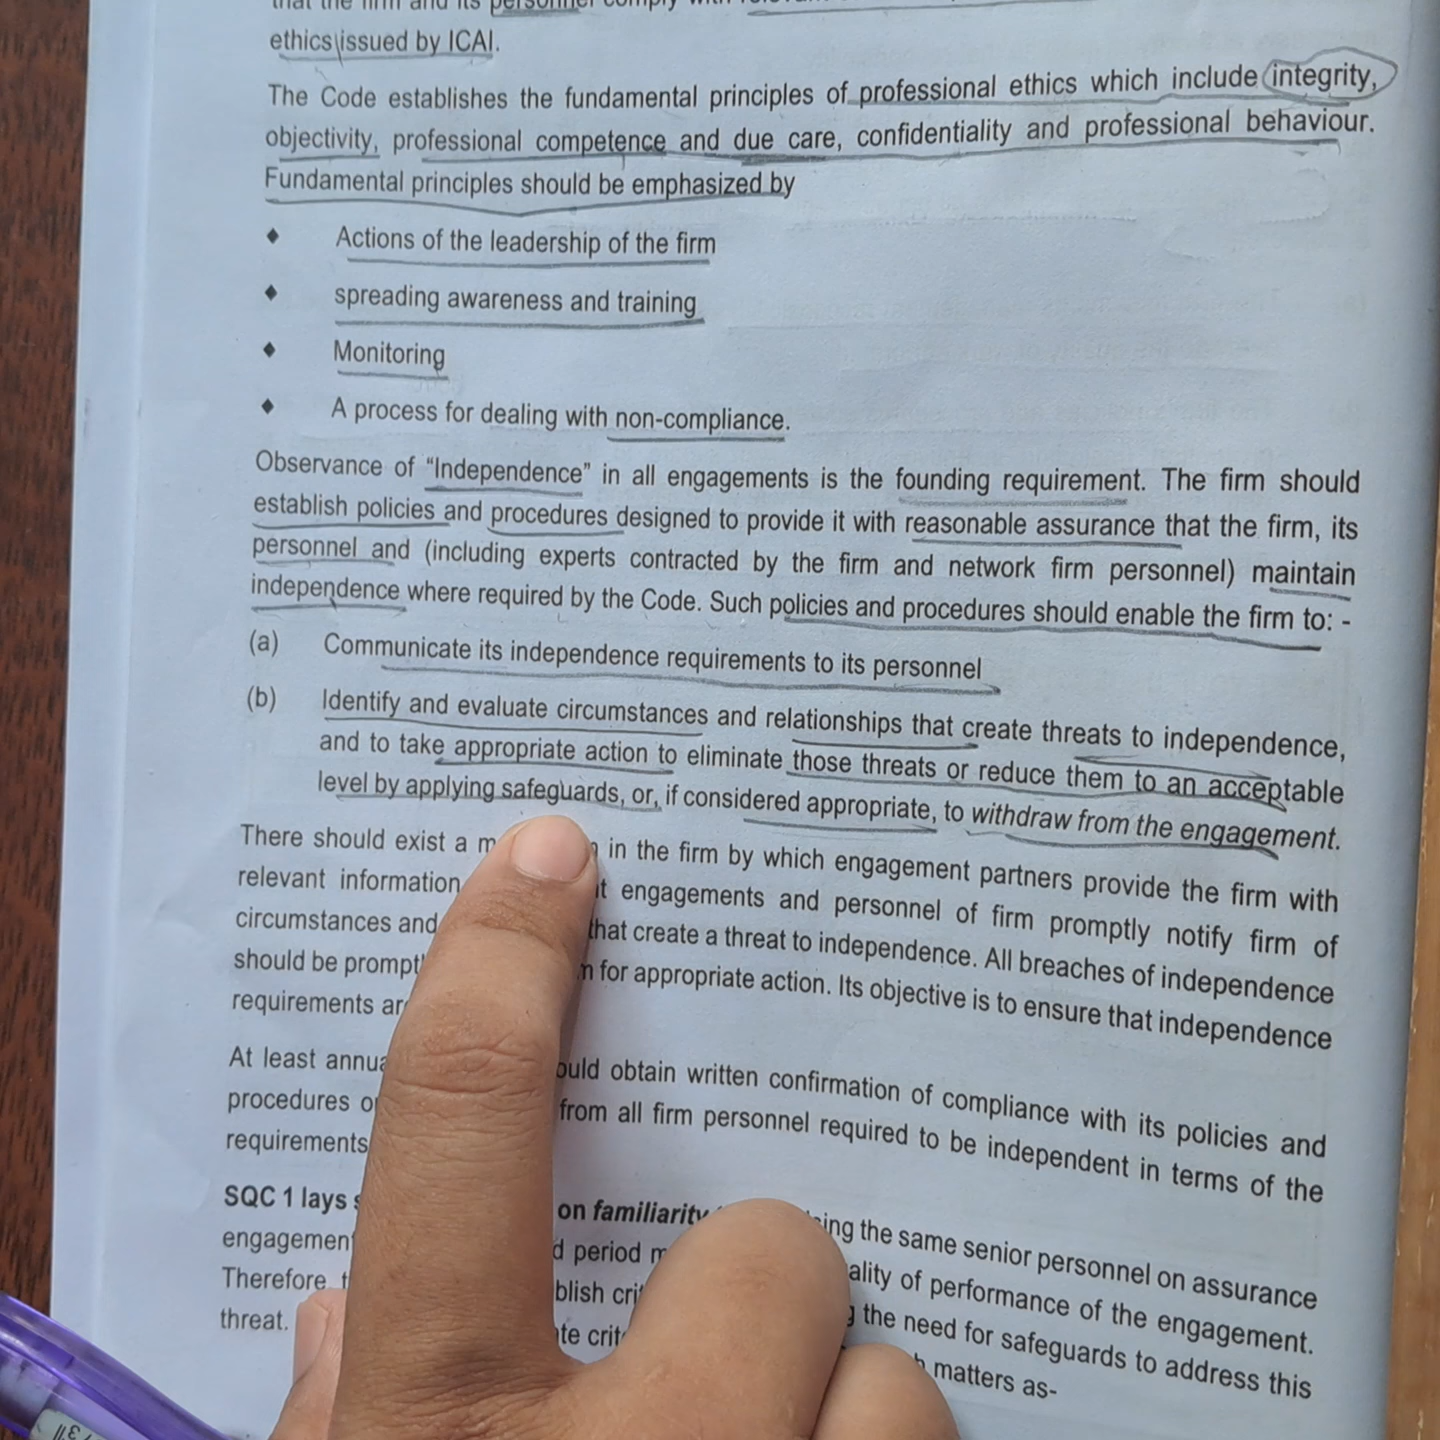 that the firm and its personnel comply with relevant
ethics issued by ICAI.
The Code establishes the fundamental principles of professional ethics which include integrity,
objectivity, professional competence and due care, confidentiality and professional behaviour.
Fundamental principles should be emphasized by
♦ Actions of the leadership of the firm
♦ spreading awareness and training
♦ Monitoring
♦ A process for dealing with non-compliance.
Observance of “Independence” in all engagements is the founding requirement. The firm should
establish policies and procedures designed to provide it with reasonable assurance that the firm, its
personnel and (including experts contracted by the firm and network firm personnel) maintain
independence where required by the Code. Such policies and procedures should enable the firm to: -
(a) Communicate its independence requirements to its personnel
(b) Identify and evaluate circumstances and relationships that create threats to independence,
and to take appropriate action to eliminate those threats or reduce them to an acceptable
level by applying safeguards, or, if considered appropriate, to withdraw from the engagement.
There should exist a in the firm by which engagement partners provide the firm with
relevant information engagements and personnel of firm promptly notify firm of
circumstances and that create a threat to independence. All breaches of independence
should be for appropriate action. Its objective is to ensure that independence
requirements
At least obtain written confirmation of compliance with its policies and
procedures from all firm personnel required to be independent in terms of the
requirements
SQC 1 lays on familiarity the same senior personnel on assurance
period of performance of the engagement.
Therefore the need for safeguards to address this
threat. matters as-